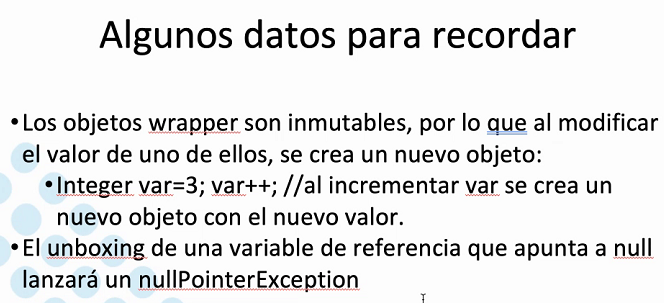 Algunos datos para recordar
•Los objetos wrapper son inmutables, por lo que al modificar
el valor de uno de ellos, se crea un nuevo objeto:
•Integer var=3; var++; //al incrementar var se crea un
nuevo objeto con el nuevo valor.
•El unboxing de una variable de referencia que apunta a null
lanzará un nullPointerException